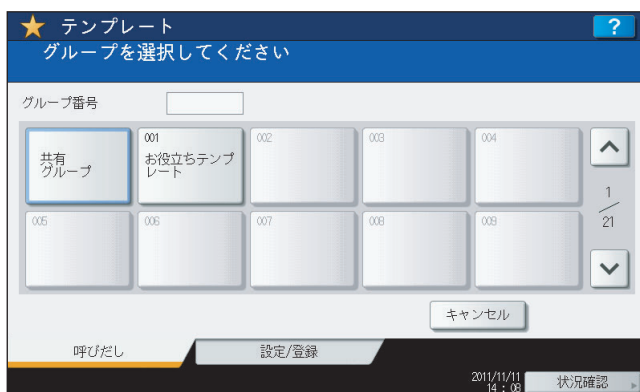 テンプレート
?
グループを選択してください
グループ番号
共有
グループ
001
お役立ちテンプ
レート
002
003
004
1
21
005
006
007
008
009
キャンセル
呼びだし
設定/登録
2011/11/11
14:08
状況確認